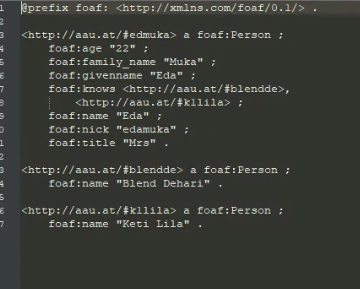 1 @prefix foaf: <http://xmlns.com/foaf/0.1/> .
2
3 <http://aau.at/#edmuka> a foaf:Person ;
4 foaf:age "22" ;
5 foaf:family_name "Muka" ;
6 foaf:givenname "Eda" ;
7 foaf:knows <http://aau.at/#blendde>,
8 <http://aau.at/#kllila> ;
9 foaf:name "Eda" ;
0 foaf:nick "edamuka" ;
1 foaf:title "Mrs" .
2
3 <http://aau.at/#blendde> a foaf:Person ;
4 foaf:name "Blend Dehari" .
5
6 <http://aau.at/#kllila> a foaf:Person ;
7 foaf:name "Keti Lila" .